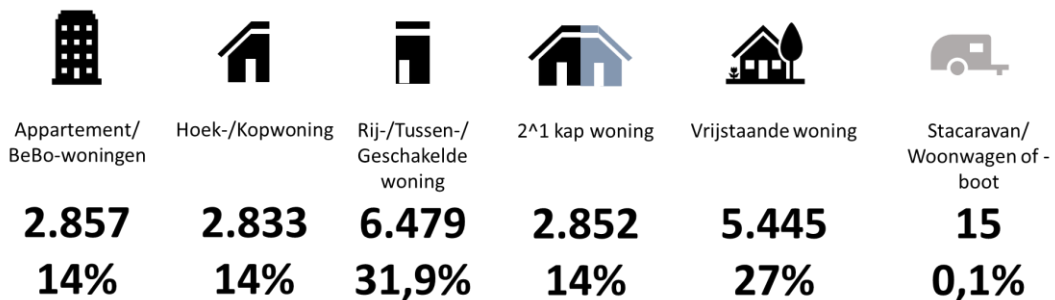 Appartement/
BeBo-woningen
2.857
14%
Hoek-/Kopwoning
2.833
14%
Rij-/Tussen-/
Geschakelde
woning
6.479
31,9%
2^1 kap woning
2.852
14%
Vrijstaande woning
5.445
27%
Stacaravan/
Woonwagen of -
boot
15
0,1%